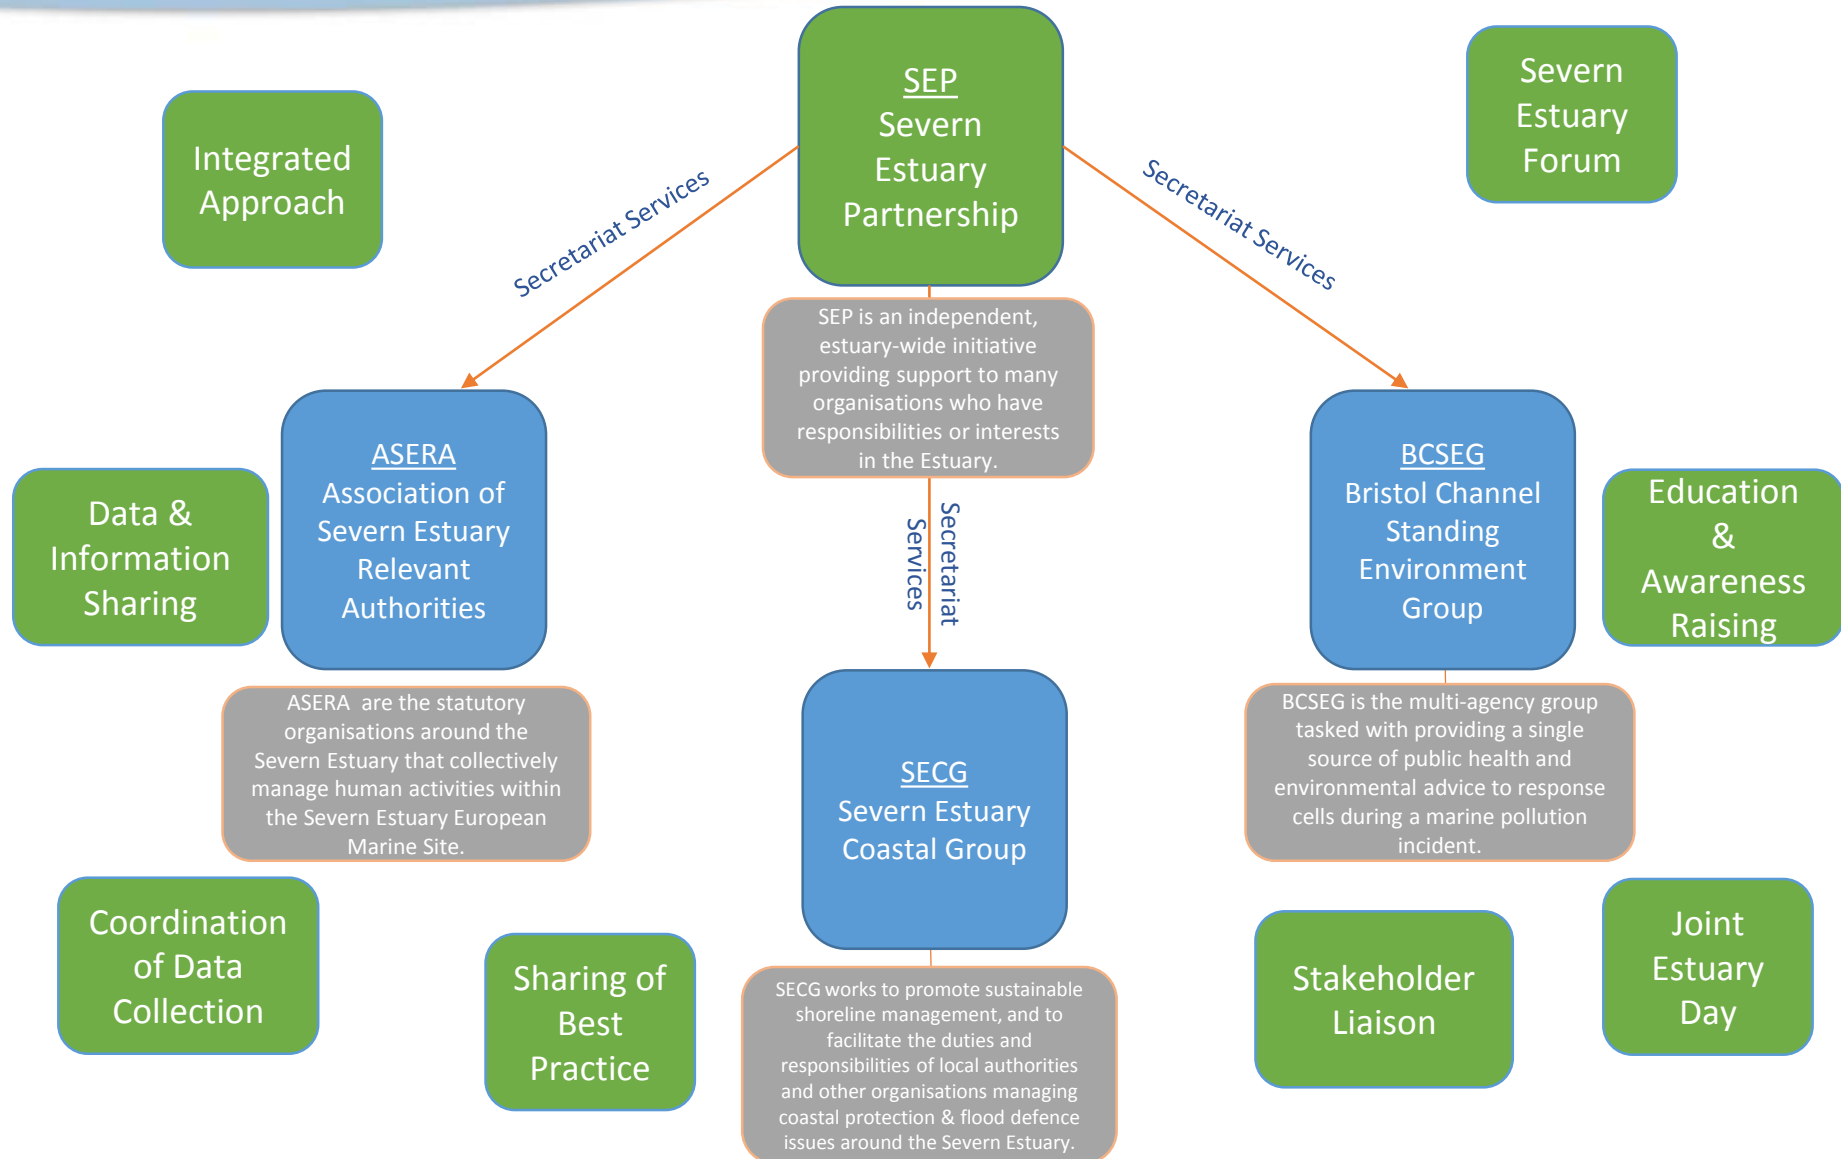 SEP
Severn
Estuary
Partnership
Severn
Estuary
Forum
Integrated
Approach
Secretariat Services
Secretariat Services
SEP is an independent,
estuary-wide initiative
providing support to many
organisations who have
responsibilities or interests
in the Estuary.
ASERA
Association of
Severn Estuary
Relevant
Authorities
BCSEG
Bristol Channel
Standing
Environment
Group
Data &
Information
Sharing
Secretariat
Services
Education
&
Awareness
Raising
ASERA are the statutory
organisations around the
Severn Estuary that collectively
manage human activities within
the Severn Estuary European
Marine Site.
SECG
Severn Estuary
Coastal Group
BCSEG is the multi-agency group
tasked with providing a single
source of public health and
environmental advice to response
cells during a marine pollution
incident.
Coordination
of Data
Collection
Sharing of
Best
Practice
SECG works to promote sustainable
shoreline management, and to
facilitate the duties and
responsibilities of local authorities
and other organisations managing
coastal protection & flood defence
issues around the Severn Estuary.
Stakeholder
Liaison
Joint
Estuary
Day